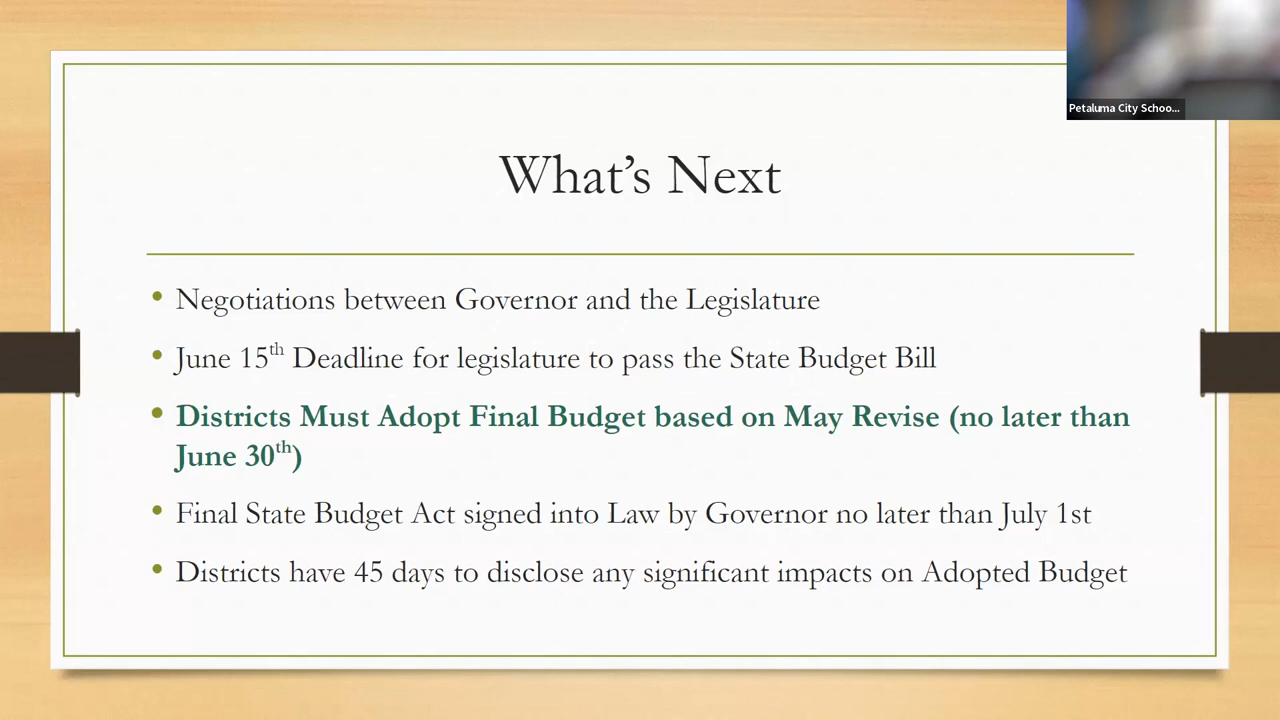 Petaluma City Schoo...
What's Next
• Negotiations between Governor and the Legislature
• June 15th Deadline for legislature to pass the State Budget Bill
• Districts Must Adopt Final Budget based on May Revise (no later than
June 30th)
• Final State Budget Act signed into Law by Governor no later than July 1st
• Districts have 45 days to disclose any significant impacts on Adopted Budget